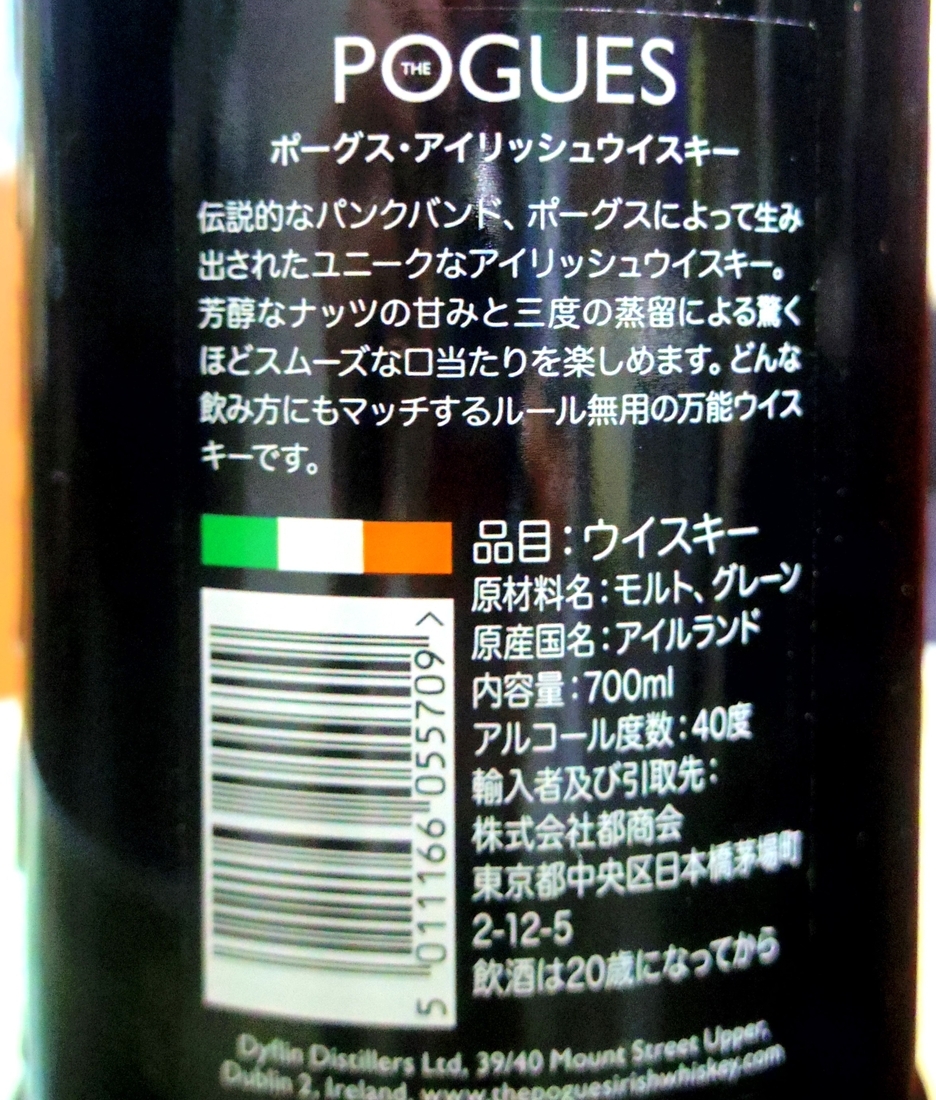 THE POGUES
ポーグス・アイリッシュウイスキー
伝説的なパンクバンド、ポーグスによって生み
出されたユニークなアイリッシュウイスキー。
芳醇なナッツの甘みと三度の蒸留による驚く
ほどスムーズな口当たりを楽しめます。どんな
飲み方にもマッチするルール無用の万能ウイス
キーです。
品目：ウイスキー
原材料名：モルト、グレーン
原産国名：アイルランド
内容量：700ml
アルコール度数：40度
輸入者及び引取先：
株式会社都商会
東京都中央区日本橋茅場町
2-12-5
飲酒は20歳になってから
5 011166 055709 >
Dyflin Distillers Ltd, 39/40 Mount Street Upper,
Dublin 2, Ireland, www.thepoguesirishwhiskey.com